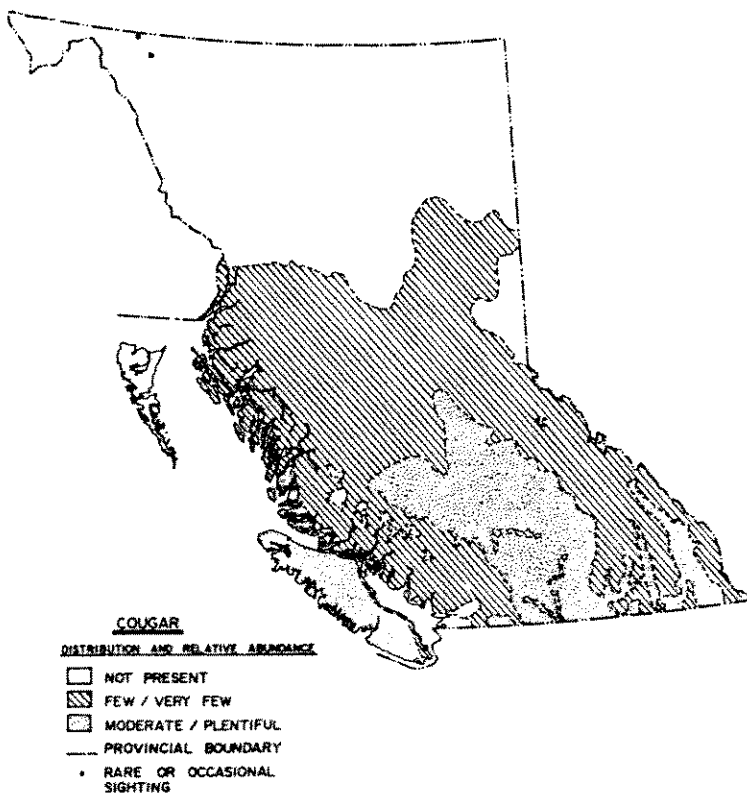 COUGAR
DISTRIBUTION AND RELATIVE ABUNDANCE
NOT PRESENT
FEW / VERY FEW
MODERATE / PLENTIFUL
PROVINCIAL BOUNDARY
RARE OR OCCASIONAL
SIGHTING